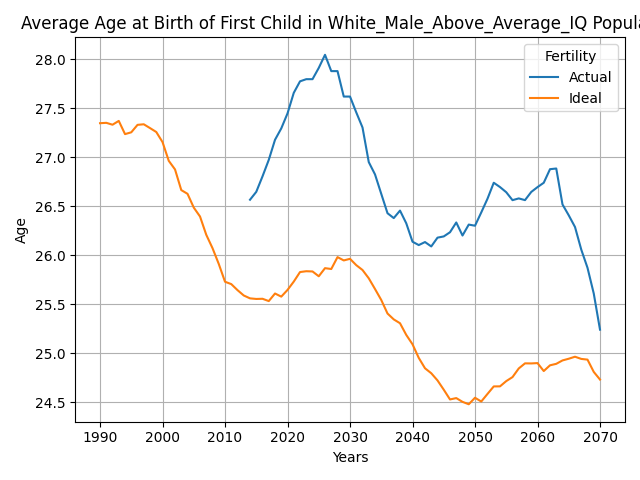 Average Age at Birth of First Child in White_Male_Above_Average_IQ Popula
Fertility
Actual
Ideal
28.0
27.5
27.0
26.5
26.0
25.5
25.0
24.5
Age
1990 2000 2010 2020 2030 2040 2050 2060 2070
Years